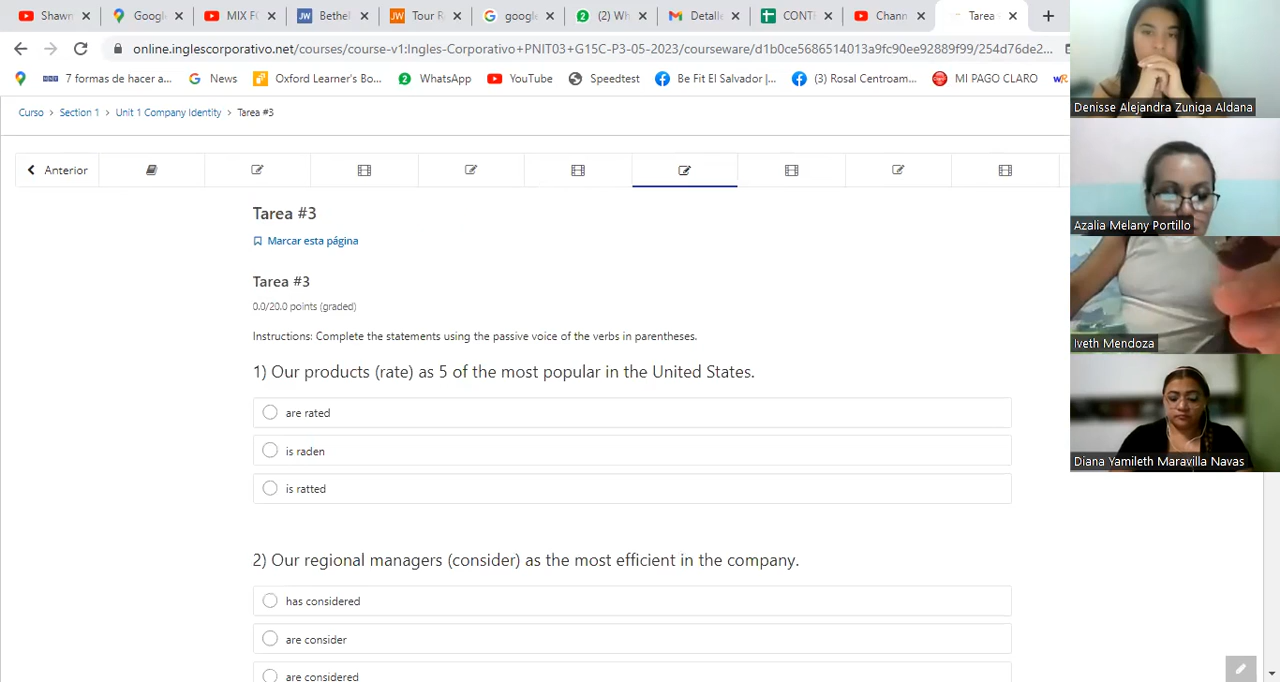 Shawn
Googl
MIX F
Bethel
Tour R
google
(2) Wh
Detalle
CONT
Chann
Tarea
online.inglescorporativo.net/courses/course-v1:Ingles-Corporativo+PNIT03+G15C-P3-05-2023/courseware/d1b0ce5686514013a9fc90ee92889f99/254d76de2...
7 formas de hacer a...
News
Oxford Learner's Bo...
WhatsApp
YouTube
Speedtest
Be Fit El Salvador |...
(3) Rosal Centroam...
MI PAGO CLARO
Curso > Section 1 > Unit 1 Company Identity > Tarea #3
Anterior
Tarea #3
Marcar esta página
Tarea #3
0.0/20.0 points (graded)
Instructions: Complete the statements using the passive voice of the verbs in parentheses.
1) Our products (rate) as 5 of the most popular in the United States.
are rated
is raden
is ratted
2) Our regional managers (consider) as the most efficient in the company.
has considered
are consider
are considered
Denisse Alejandra Zuniga Aldana
Azalia Melany Portillo
Iveth Mendoza
Diana Yamileth Maravilla Navas